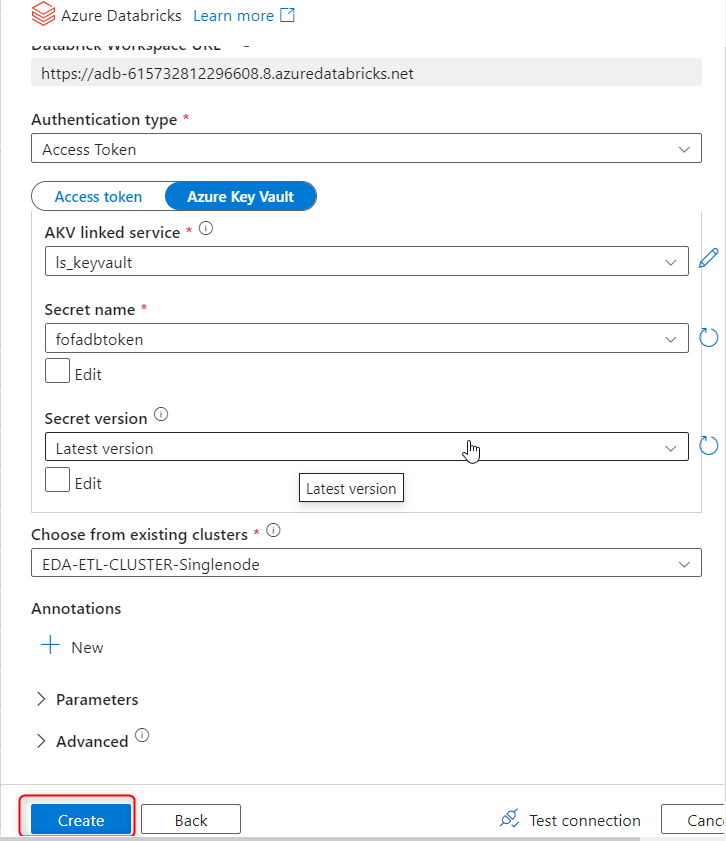 Azure Databricks Learn more
Databrick Workspace URL
https://adb-615732812296608.8.azuredatabricks.net
Authentication type *
Access Token
Access token Azure Key Vault
AKV linked service *
ls_keyvault
Secret name *
fofadbtoken
Edit
Secret version
Latest version
Edit
Latest version
Choose from existing clusters *
EDA-ETL-CLUSTER-Singlenode
Annotations
New
Parameters
Advanced
Create Back Test connection Canc